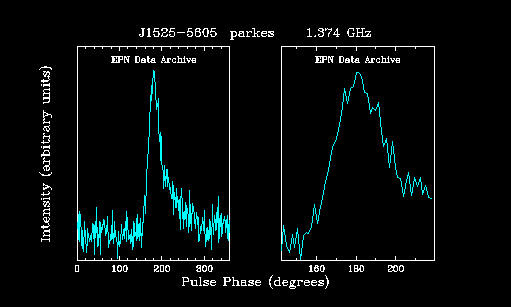 J1525-5605 parkes 1.374 GHz
EPN Data Archive EPN Data Archive
Intensity (arbitrary units)
0 100 200 300 160 180 200
Pulse Phase (degrees)